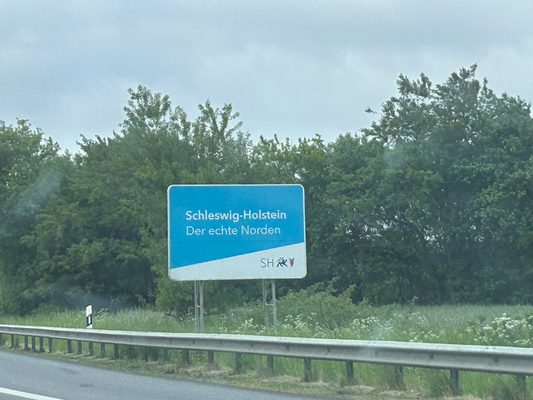 Schleswig-Holstein
Der echte Norden
SH